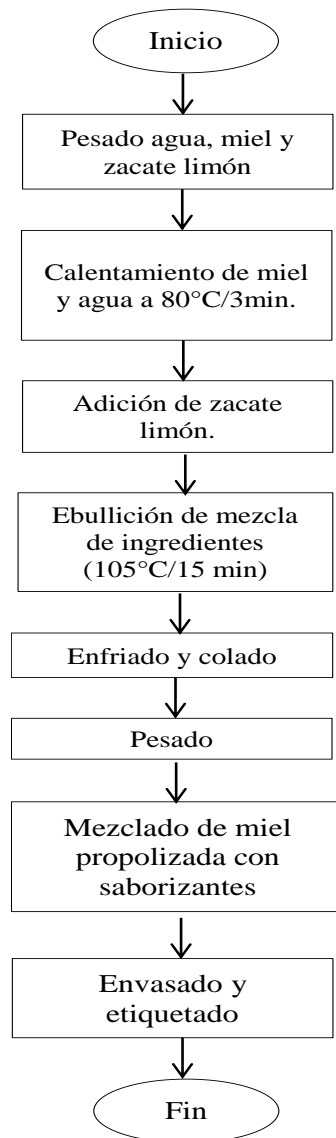 Inicio
Pesado agua, miel y
zacate limón
Calentamiento de miel
y agua a 80°C/3min.
Adición de zacate
limón.
Ebullición de mezcla
de ingredientes
(105°C/15 min)
Enfriado y colado
Pesado
Mezclado de miel
propolizada con
saborizantes
Envasado y
etiquetado
Fin